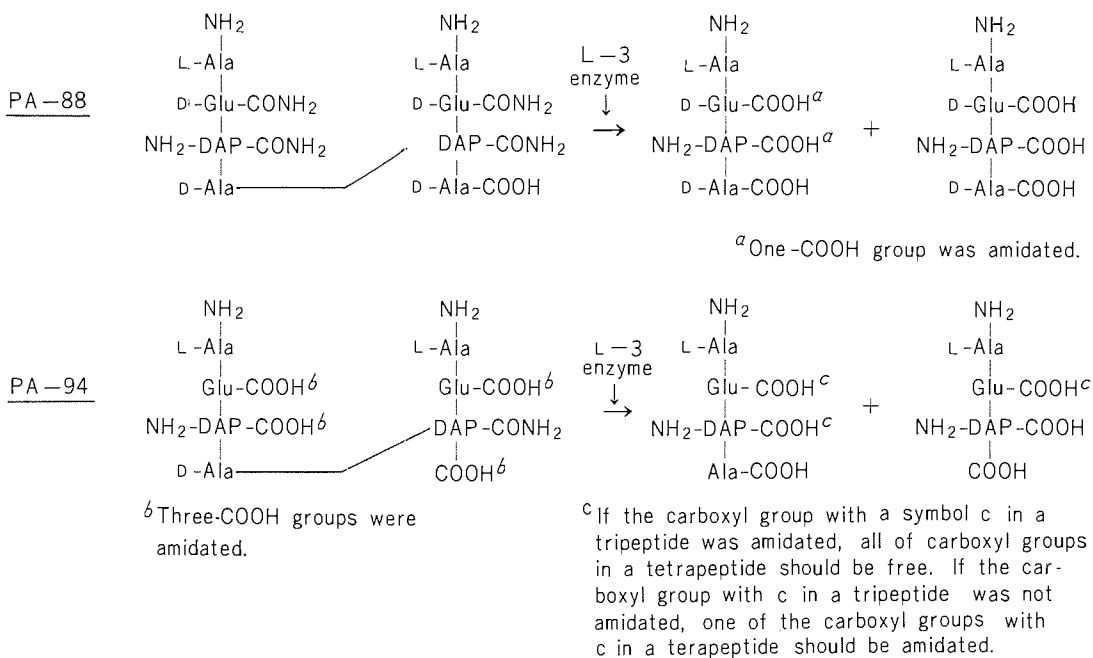 NH2 NH2 NH2 NH2
L-Ala L-Ala L-3 enzyme ↓ L-Ala L-Ala
PA-88 D-Glu-CONH2 D-Glu-CONH2 → D-Glu-COOHa + D-Glu-COOH
NH2-DAP-CONH2 DAP-CONH2 NH2-DAP-COOHa NH2-DAP-COOH
D-Ala D-Ala-COOH D-Ala-COOH D-Ala-COOH
aOne-COOH group was amidated.
NH2 NH2 NH2 NH2
L-Ala L-Ala L-3 enzyme ↓ L-Ala L-Ala
PA-94 Glu-COOHb Glu-COOHb → Glu-COOHc + Glu-COOHc
NH2-DAP-COOHb DAP-CONH2 NH2-DAP-COOHc NH2-DAP-COOH
D-Ala COOHb Ala-COOH COOH
bThree-COOH groups were
amidated.
cIf the carboxyl group with a symbol c in a
tripeptide was amidated, all of carboxyl groups
in a tetrapeptide should be free. If the car-
boxyl group with c in a tripeptide was not
amidated, one of the carboxyl groups with
c in a terapeptide should be amidated.